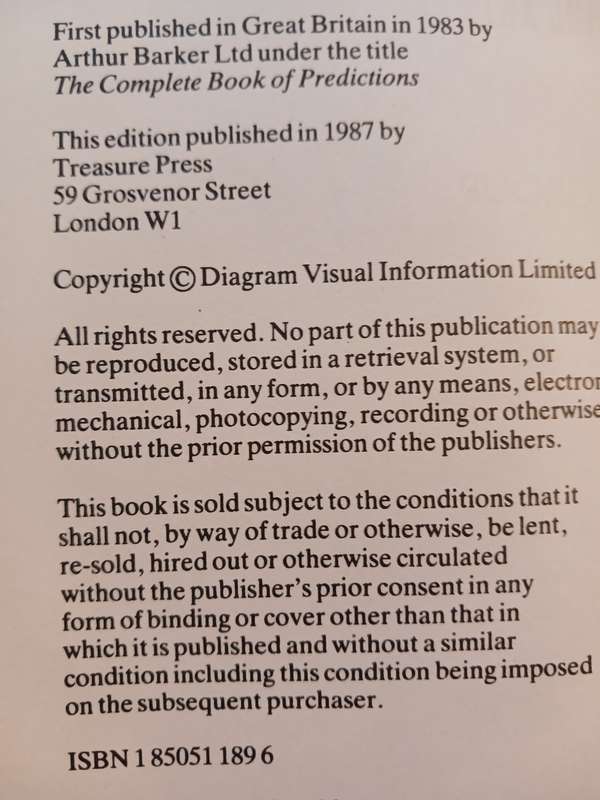 First published in Great Britain in 1983 by
Arthur Barker Ltd under the title
The Complete Book of Predictions
This edition published in 1987 by
Treasure Press
59 Grosvenor Street
London W1
Copyright © Diagram Visual Information Limited
All rights reserved. No part of this publication may
be reproduced, stored in a retrieval system, or
transmitted, in any form, or by any means, electron
mechanical, photocopying, recording or otherwise
without the prior permission of the publishers.
This book is sold subject to the conditions that it
shall not, by way of trade or otherwise, be lent,
re-sold, hired out or otherwise circulated
without the publisher's prior consent in any
form of binding or cover other than that in
which it is published and without a similar
condition including this condition being imposed
on the subsequent purchaser.
ISBN 1 85051 189 6